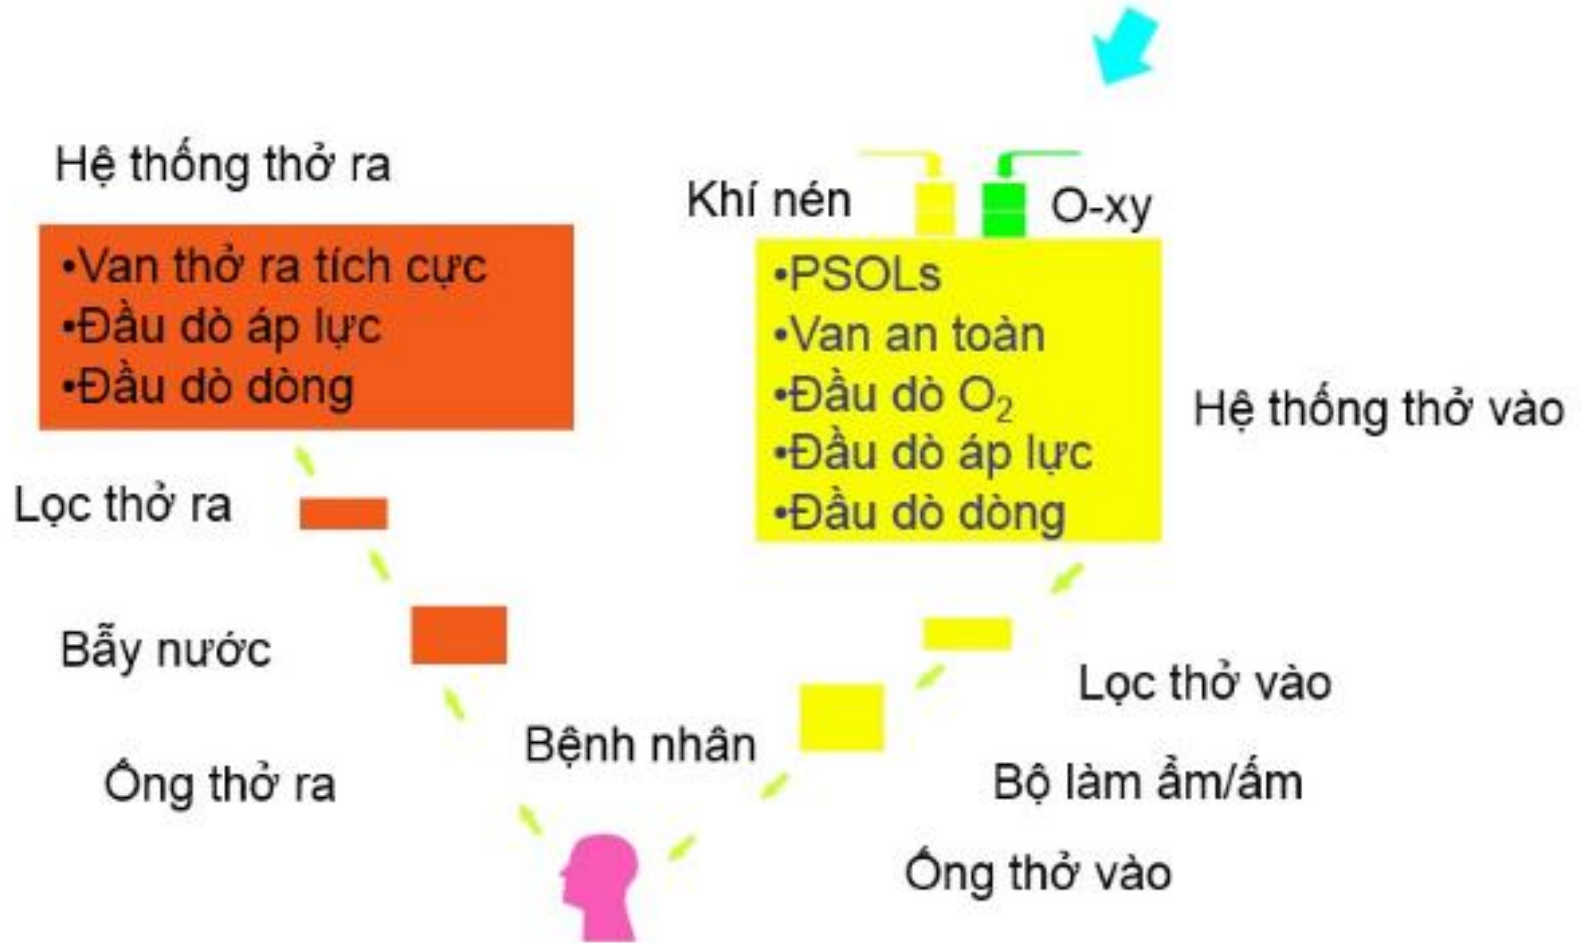 Hệ thống thở ra
•Van thở ra tích cực
•Đầu dò áp lực
•Đầu dò dòng
Lọc thở ra
Bẫy nước
Ống thở ra
Bệnh nhân
Khí nén
O-xy
•PSOLs
•Van an toàn
•Đầu dò O₂
•Đầu dò áp lực
•Đầu dò dòng
Hệ thống thở vào
Lọc thở vào
Bộ làm ẩm/ấm
Ống thở vào